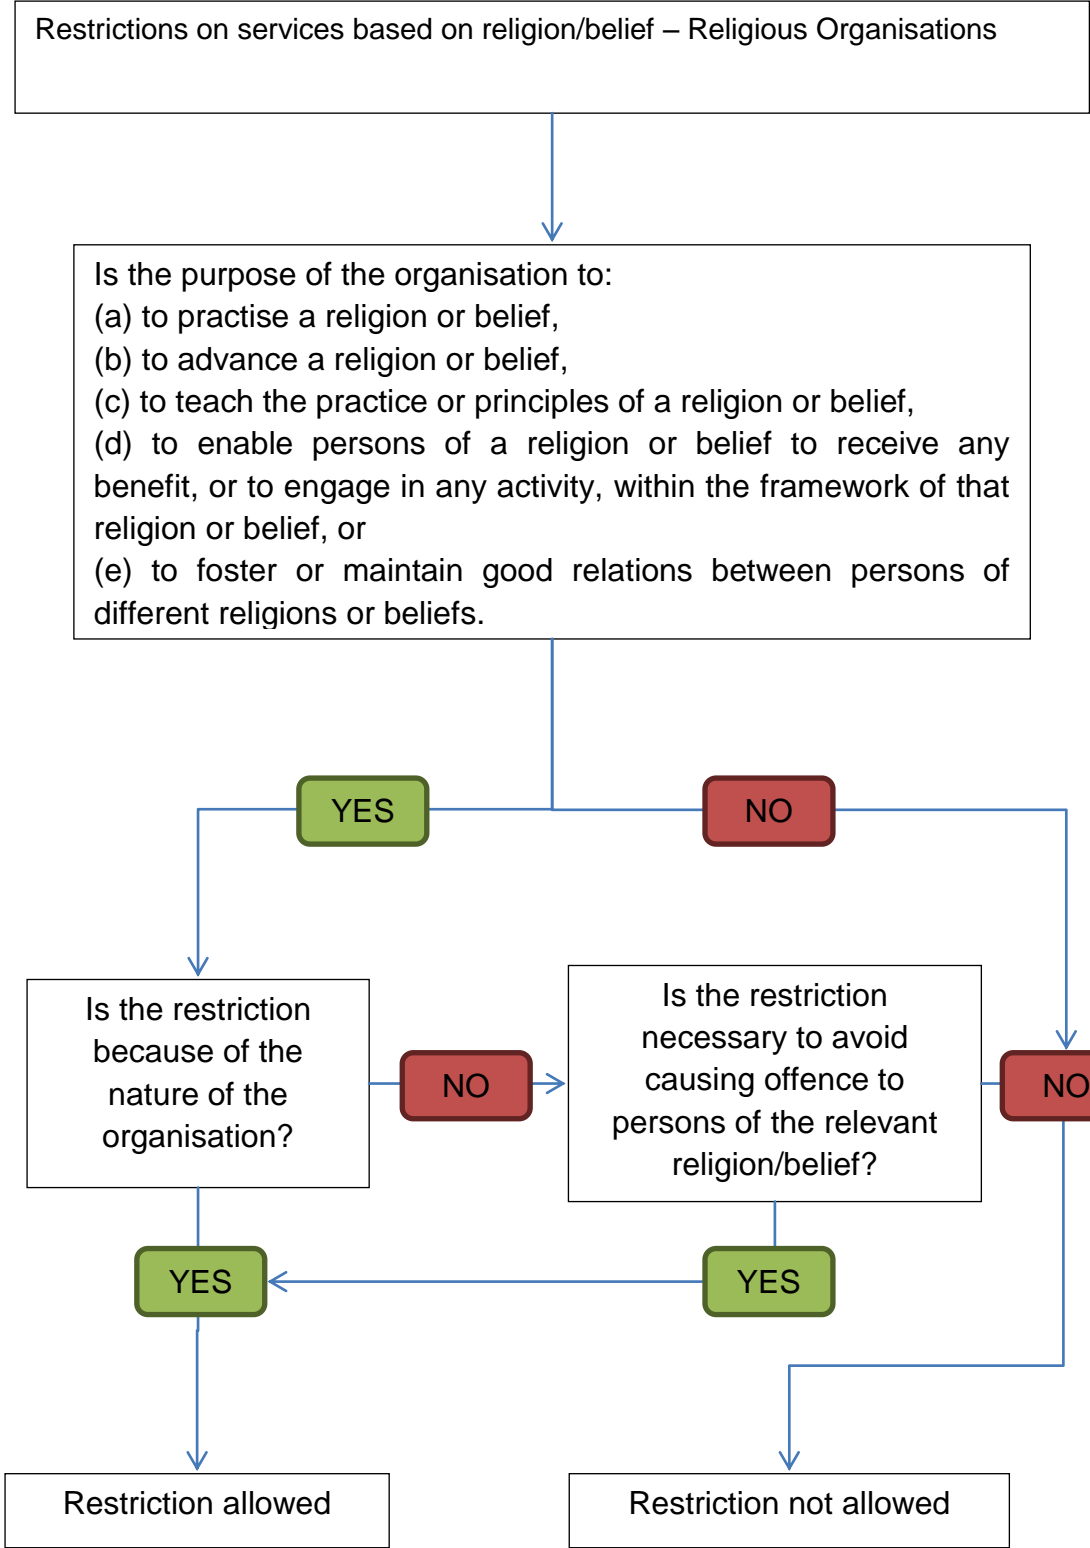 Restrictions on services based on religion/belief – Religious Organisations
Is the purpose of the organisation to:
(a) to practise a religion or belief,
(b) to advance a religion or belief,
(c) to teach the practice or principles of a religion or belief,
(d) to enable persons of a religion or belief to receive any
benefit, or to engage in any activity, within the framework of that
religion or belief, or
(e) to foster or maintain good relations between persons of
different religions or beliefs.
YES
NO
Is the restriction
because of the
nature of the
organisation?
NO
Is the restriction
necessary to avoid
causing offence to
persons of the relevant
religion/belief?
NO
YES
YES
Restriction allowed
Restriction not allowed